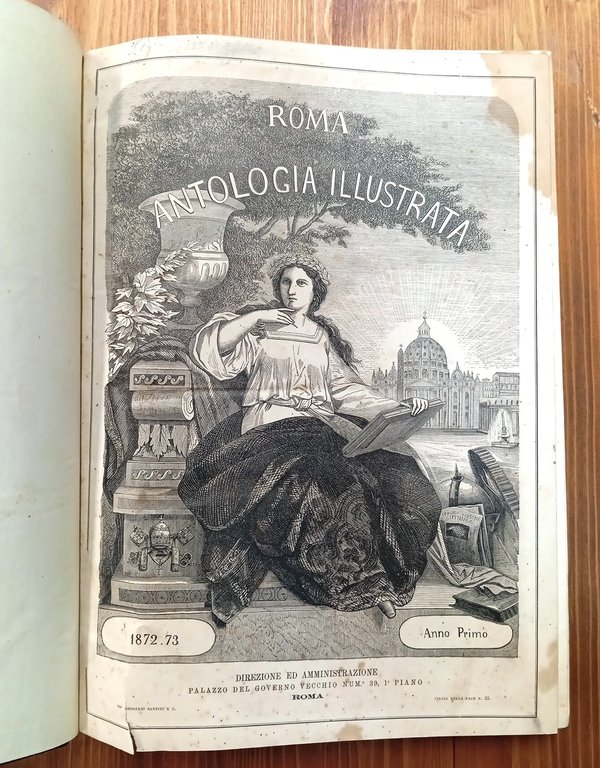 ROMA
ANTOLOGIA ILLUSTRATA
1872.73
Anno Primo
DIREZIONE ED AMMINISTRAZIONE
PALAZZO DEL GOVERNO VECCHIO NUM.° 39, 1° PIANO
ROMA
SANTINI E C.